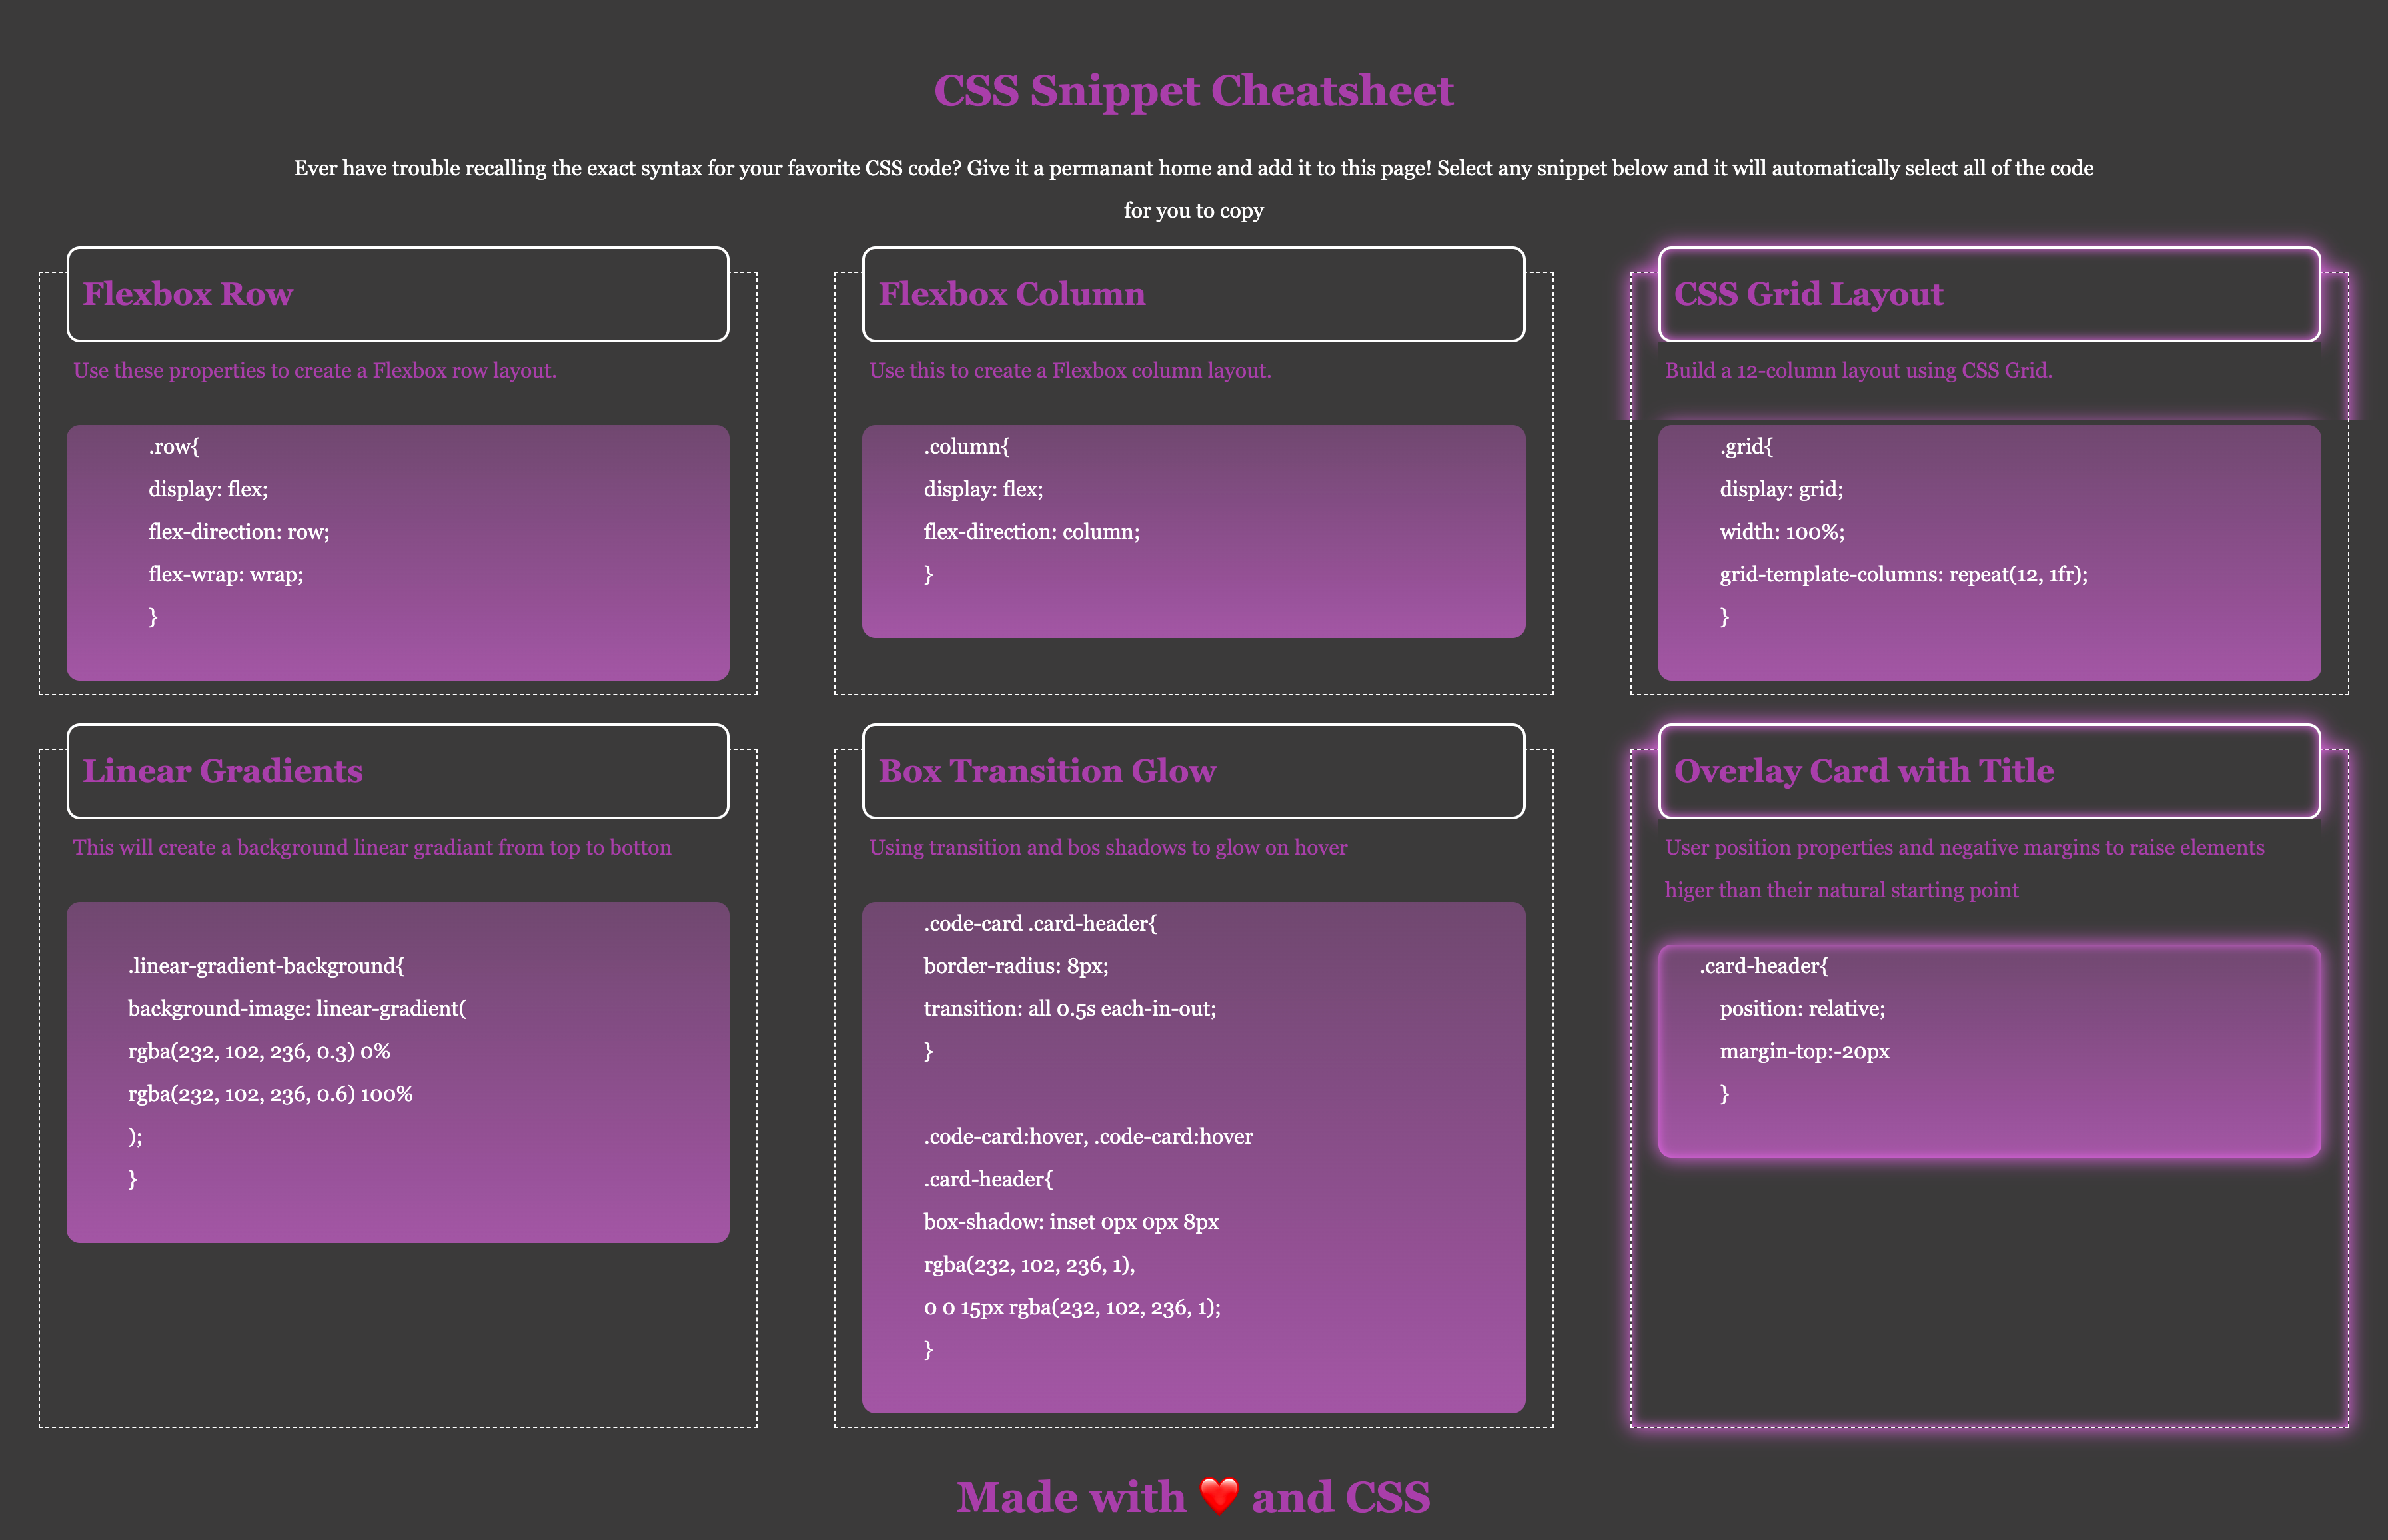 CSS Snippet Cheatsheet
Ever have trouble recalling the exact syntax for your favorite CSS code? Give it a permanant home and add it to this page! Select any snippet below and it will automatically select all of the code
for you to copy
Flexbox Row
Use these properties to create a Flexbox row layout.
.row{
display: flex;
flex-direction: row;
flex-wrap: wrap;
}
Flexbox Column
Use this to create a Flexbox column layout.
.column{
display: flex;
flex-direction: column;
}
CSS Grid Layout
Build a 12-column layout using CSS Grid.
.grid{
display: grid;
width: 100%;
grid-template-columns: repeat(12, 1fr);
}
Linear Gradients
This will create a background linear gradiant from top to botton
.linear-gradient-background{
background-image: linear-gradient(
rgba(232, 102, 236, 0.3) 0%
rgba(232, 102, 236, 0.6) 100%
);
}
Box Transition Glow
Using transition and bos shadows to glow on hover
.code-card .card-header{
border-radius: 8px;
transition: all 0.5s each-in-out;
}
.code-card:hover, .code-card:hover
.card-header{
box-shadow: inset 0px 0px 8px
rgba(232, 102, 236, 1),
0 0 15px rgba(232, 102, 236, 1);
}
Overlay Card with Title
User position properties and negative margins to raise elements
higer than their natural starting point
.card-header{
position: relative;
margin-top:-20px
}
Made with ❤️ and CSS